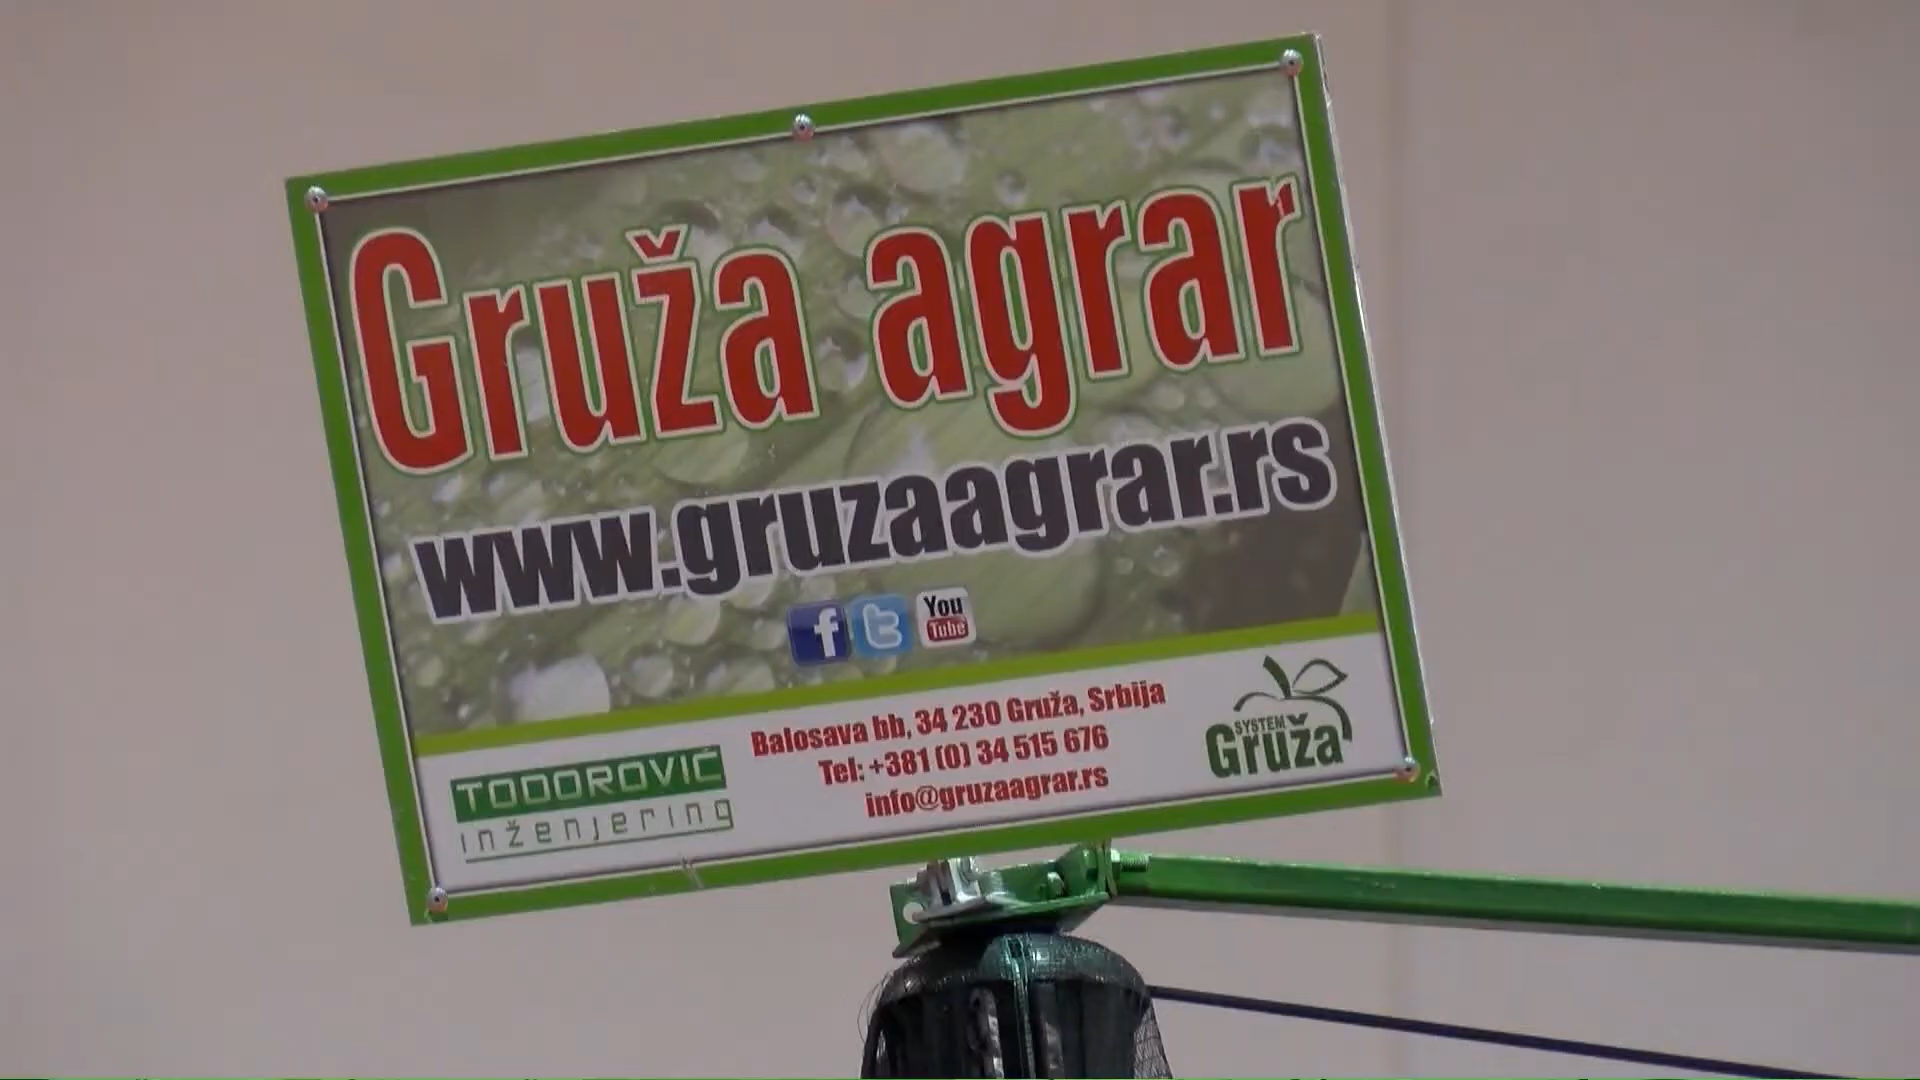 Gruža agrar
www.gruzaagrar.rs
f t You Tube
Balosava bb, 34 230 Gruža, Srbija
Tel: +381 (0) 34 515 676
info@gruzaagrar.rs
TODOROVIĆ
inženjering
SYSTEM
Gruža